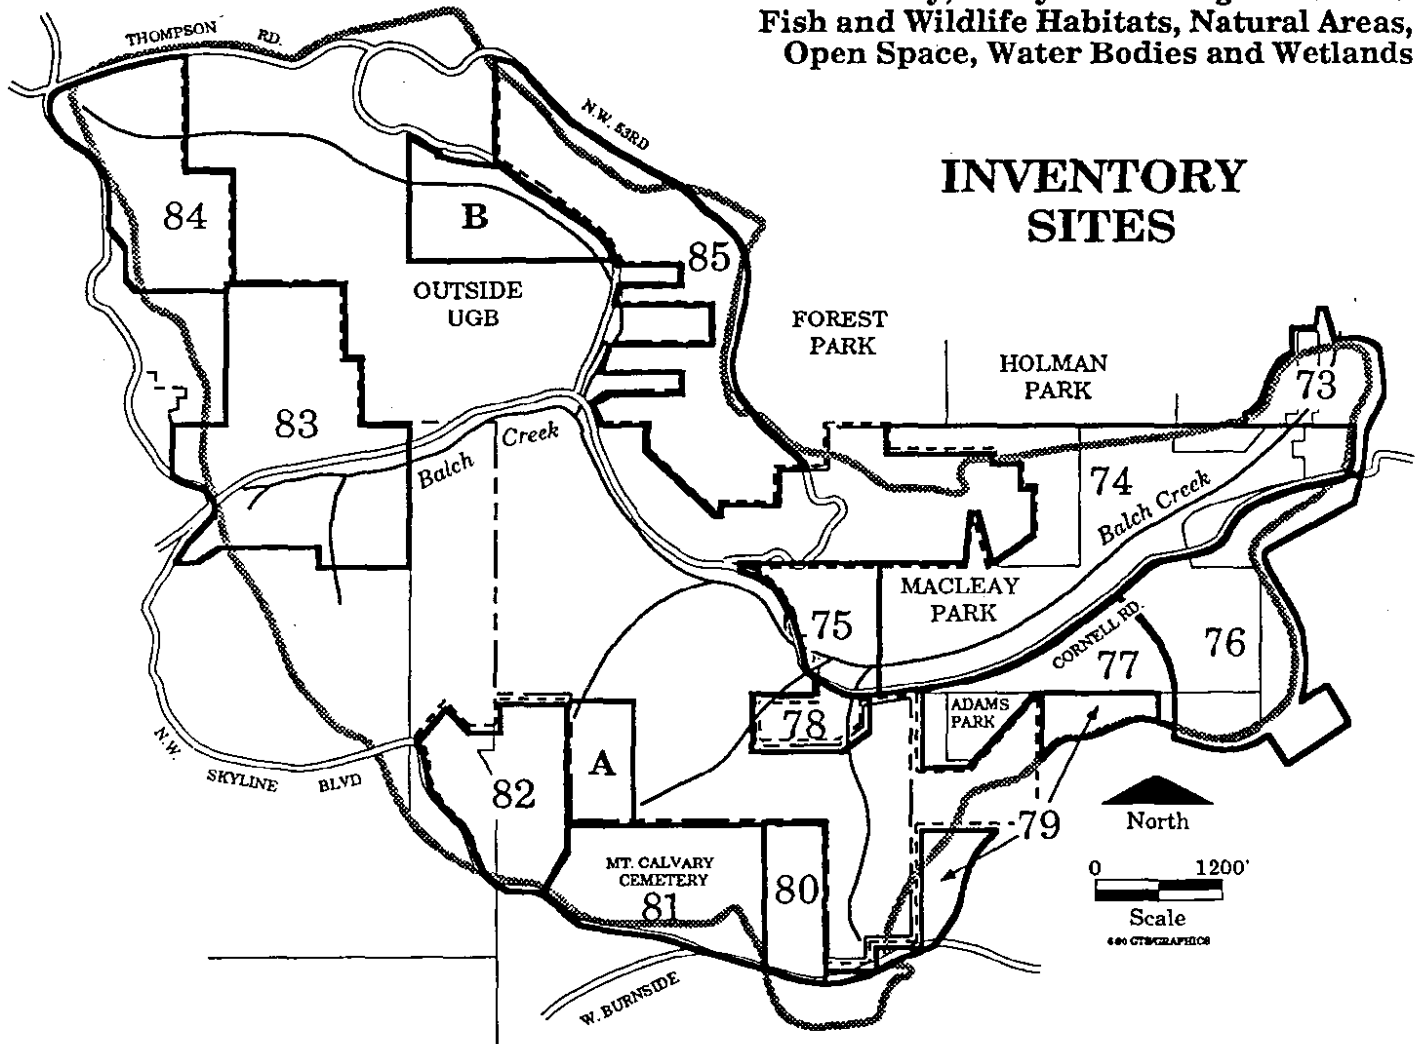 Fish and Wildlife Habitats, Natural Areas,
Open Space, Water Bodies and Wetlands
INVENTORY
SITES
THOMPSON RD.
N.W. 53RD
84
B
85
OUTSIDE
UGB
FOREST
PARK
HOLMAN
PARK
73
83
Balch Creek
74
Balch Creek
MACLEAY
PARK
75
CORNELL RD.
76
77
78
ADAMS
PARK
N.W. SKYLINE BLVD
A
82
79
North
MT. CALVARY
CEMETERY
81
80
0 1200'
Scale
W. BURNSIDE